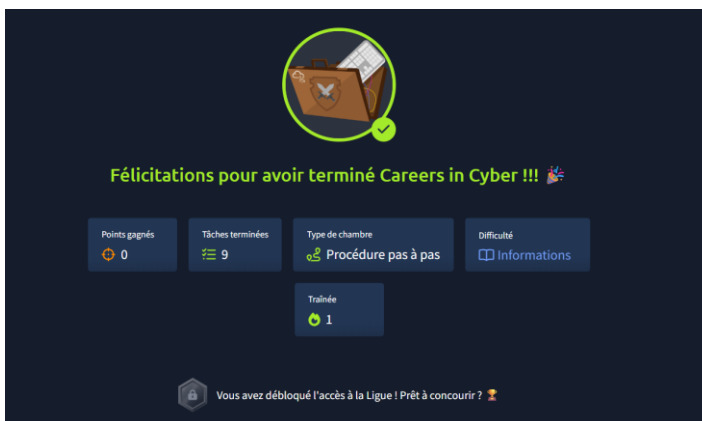 Félicitations pour avoir terminé Careers in Cyber !!! 🎉
Points gagnés
0
Tâches terminées
9
Type de chambre
Procédure pas à pas
Difficulté
Informations
Traînée
1
Vous avez débloqué l'accès à la Ligue ! Prêt à concourir ? 🏆